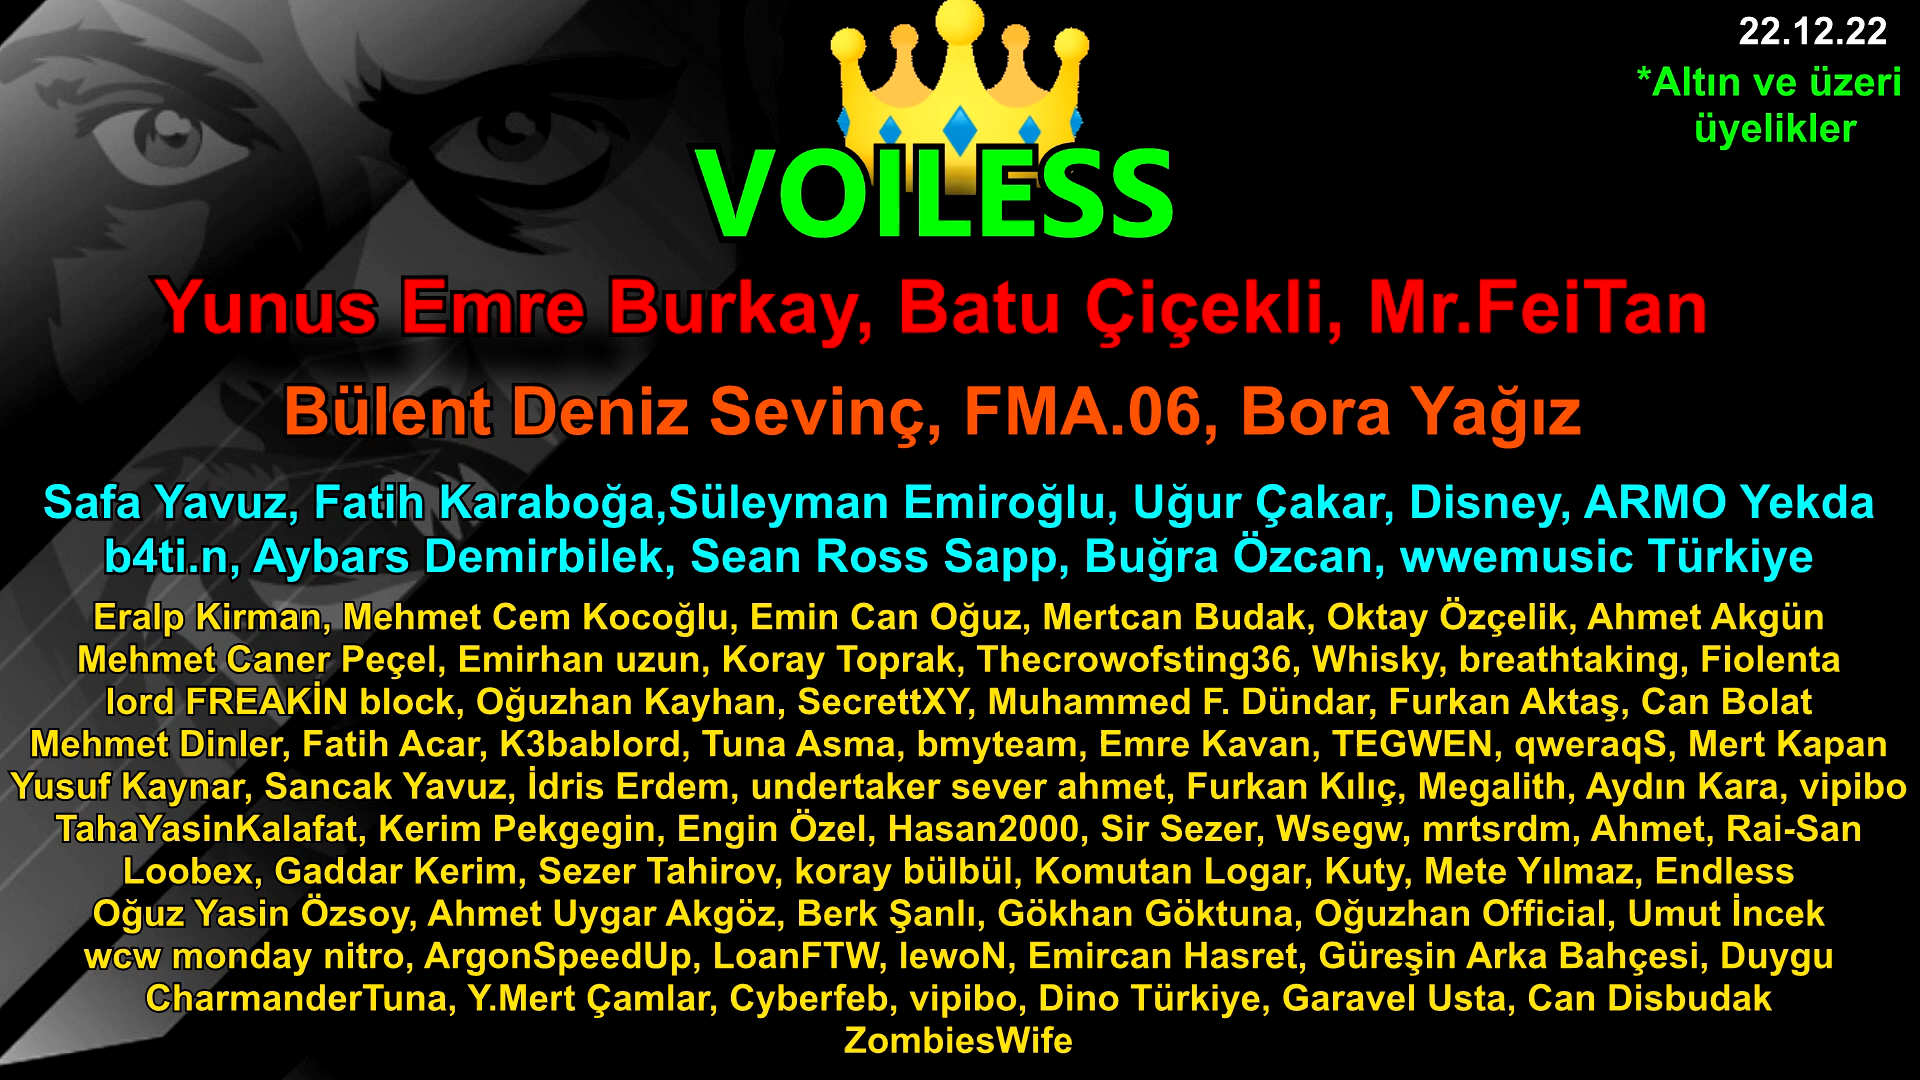 22.12.22
*Altın ve üzeri
üyelikler
VOILESS
Yunus Emre Burkay, Batu Çiçekli, Mr.FeiTan
Bülent Deniz Sevinç, FMA.06, Bora Yağız
Safa Yavuz, Fatih Karaboğa,Süleyman Emiroğlu, Uğur Çakar, Disney, ARMO Yekda
b4ti.n, Aybars Demirbilek, Sean Ross Sapp, Buğra Özcan, wwemusic Türkiye
Eralp Kirman, Mehmet Cem Kocoğlu, Emin Can Oğuz, Mertcan Budak, Oktay Özçelik, Ahmet Akgün
Mehmet Caner Peçel, Emirhan uzun, Koray Toprak, Thecrowofsting36, Whisky, breathtaking, Fiolenta
lord FREAKİN block, Oğuzhan Kayhan, SecrettXY, Muhammed F. Dündar, Furkan Aktaş, Can Bolat
Mehmet Dinler, Fatih Acar, K3bablord, Tuna Asma, bmyteam, Emre Kavan, TEGWEN, qweraqS, Mert Kapan
Yusuf Kaynar, Sancak Yavuz, İdris Erdem, undertaker sever ahmet, Furkan Kılıç, Megalith, Aydın Kara, vipibo
TahaYasinKalafat, Kerim Pekgegin, Engin Özel, Hasan2000, Sir Sezer, Wsegw, mrtsrdm, Ahmet, Rai-San
Loobex, Gaddar Kerim, Sezer Tahirov, koray bülbül, Komutan Logar, Kuty, Mete Yılmaz, Endless
Oğuz Yasin Özsoy, Ahmet Uygar Akgöz, Berk Şanlı, Gökhan Göktuna, Oğuzhan Official, Umut İncek
wcw monday nitro, ArgonSpeedUp, LoanFTW, lewoN, Emircan Hasret, Güreşin Arka Bahçesi, Duygu
CharmanderTuna, Y.Mert Çamlar, Cyberfeb, vipibo, Dino Türkiye, Garavel Usta, Can Disbudak
ZombiesWife